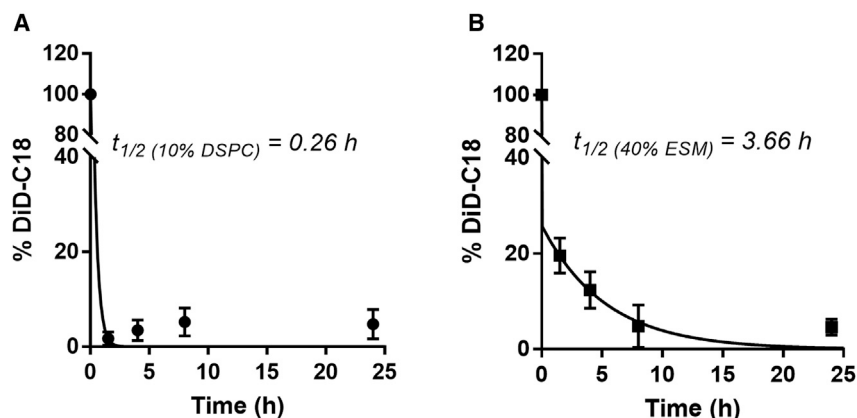 A
% DiD-C18
120
100
80
40
20
0
t1/2 (10% DSPC) = 0.26 h
0 5 10 15 20 25
Time (h)
B
% DiD-C18
120
100
80
40
20
0
t1/2 (40% ESM) = 3.66 h
0 5 10 15 20 25
Time (h)